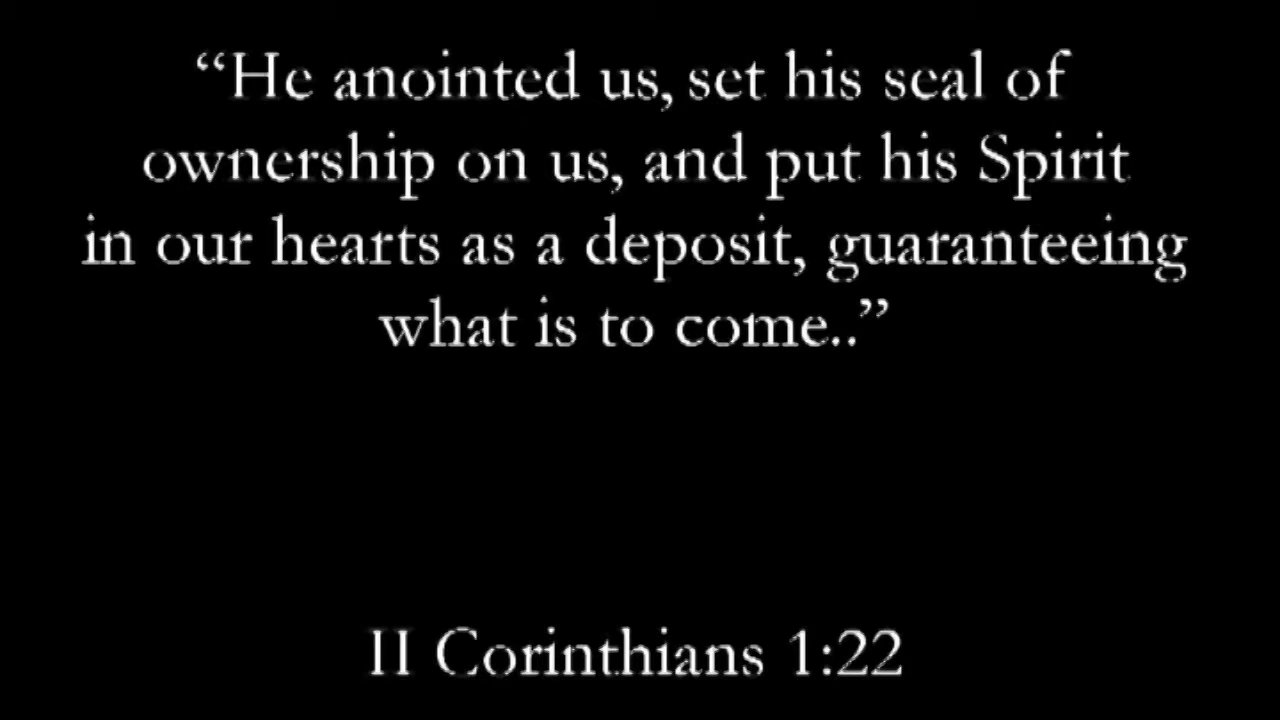 “He anointed us, set his seal of
ownership on us, and put his Spirit
in our hearts as a deposit, guaranteeing
what is to come..”
II Corinthians 1:22